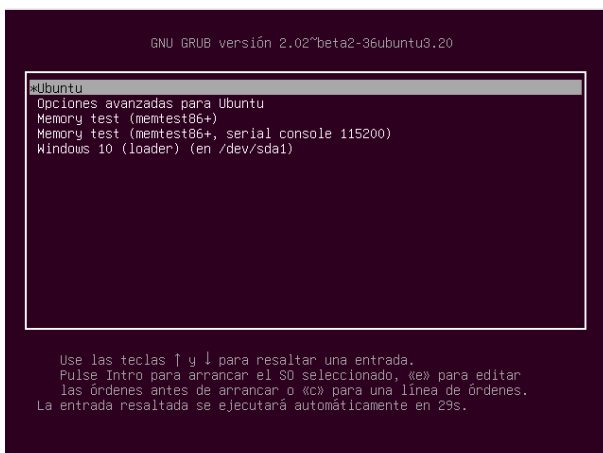 GNU GRUB versión 2.02~beta2-36ubuntu3.20
*Ubuntu
Opciones avanzadas para Ubuntu
Memory test (memtest86+)
Memory test (memtest86+, serial console 115200)
Windows 10 (loader) (en /dev/sda1)
Use las teclas ↑ y ↓ para resaltar una entrada.
Pulse Intro para arrancar el SO seleccionado, «e» para editar
las órdenes antes de arrancar o «c» para una línea de órdenes.
La entrada resaltada se ejecutará automáticamente en 29s.